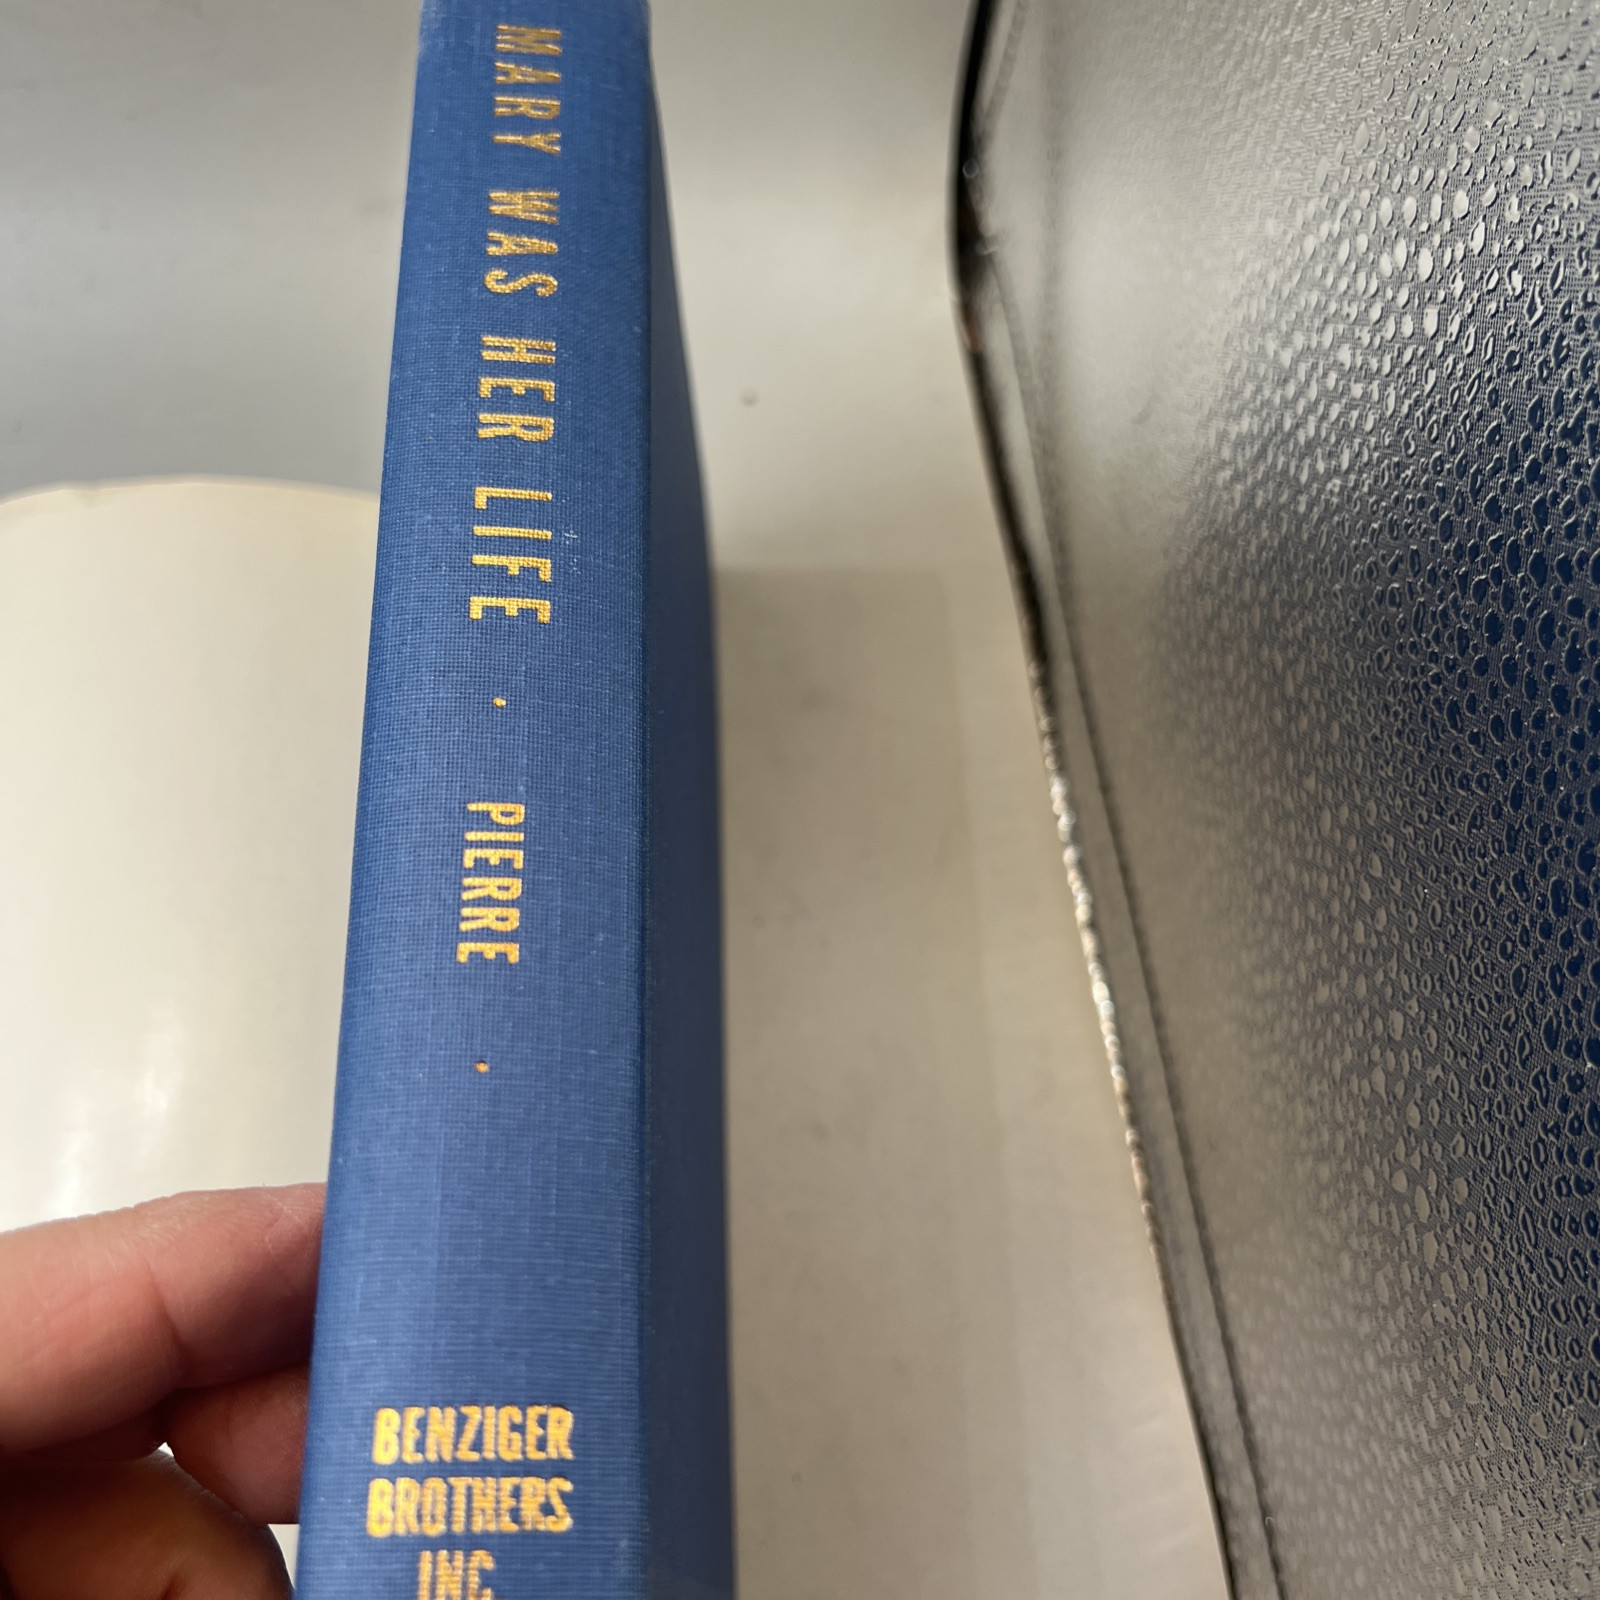 MARY WAS HER LIFE · PIERRE ·
BENZIGER
BROTHERS
INC